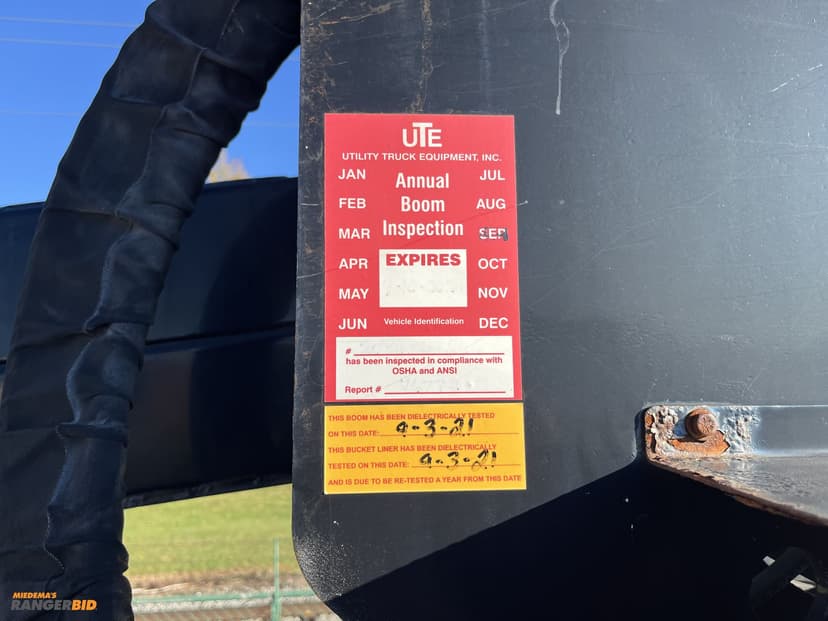 UTE
UTILITY TRUCK EQUIPMENT, INC.
JAN Annual JUL
FEB Boom AUG
MAR Inspection SEP
APR EXPIRES OCT
MAY NOV
JUN Vehicle Identification DEC
#
has been inspected in compliance with
OSHA and ANSI
Report #
THIS BOOM HAS BEEN DIELECTRICALLY TESTED
ON THIS DATE: 9-3-21
THIS BUCKET LINER HAS BEEN DIELECTRICALLY
TESTED ON THIS DATE: 9-3-21
AND IS DUE TO BE RE-TESTED A YEAR FROM THIS DATE
MIEDEMA'S
RANGERBID